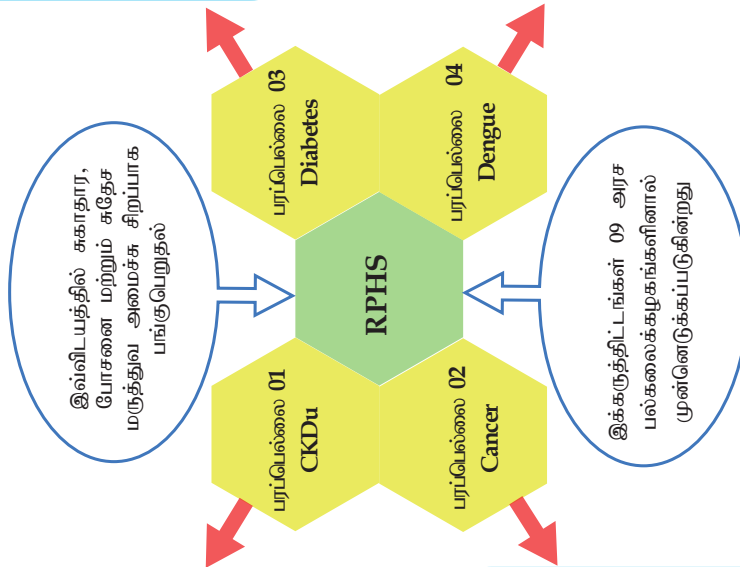 இவ்விடயத்தில் சுகாதார,
போசனை மற்றும் சுதேச
மருத்துவ அமைச்சு சிறப்பாக
பங்குபெறுதல்
பரப்பெல்லை 01
CKDu
பரப்பெல்லை 03
Diabetes
RPHS
பரப்பெல்லை 02
Cancer
பரப்பெல்லை 04
Dengue
இக்கருத்திட்டங்கள் 09 அரச
பல்கலைக்கழகங்களினால்
முன்னெடுக்கப்படுகின்றது